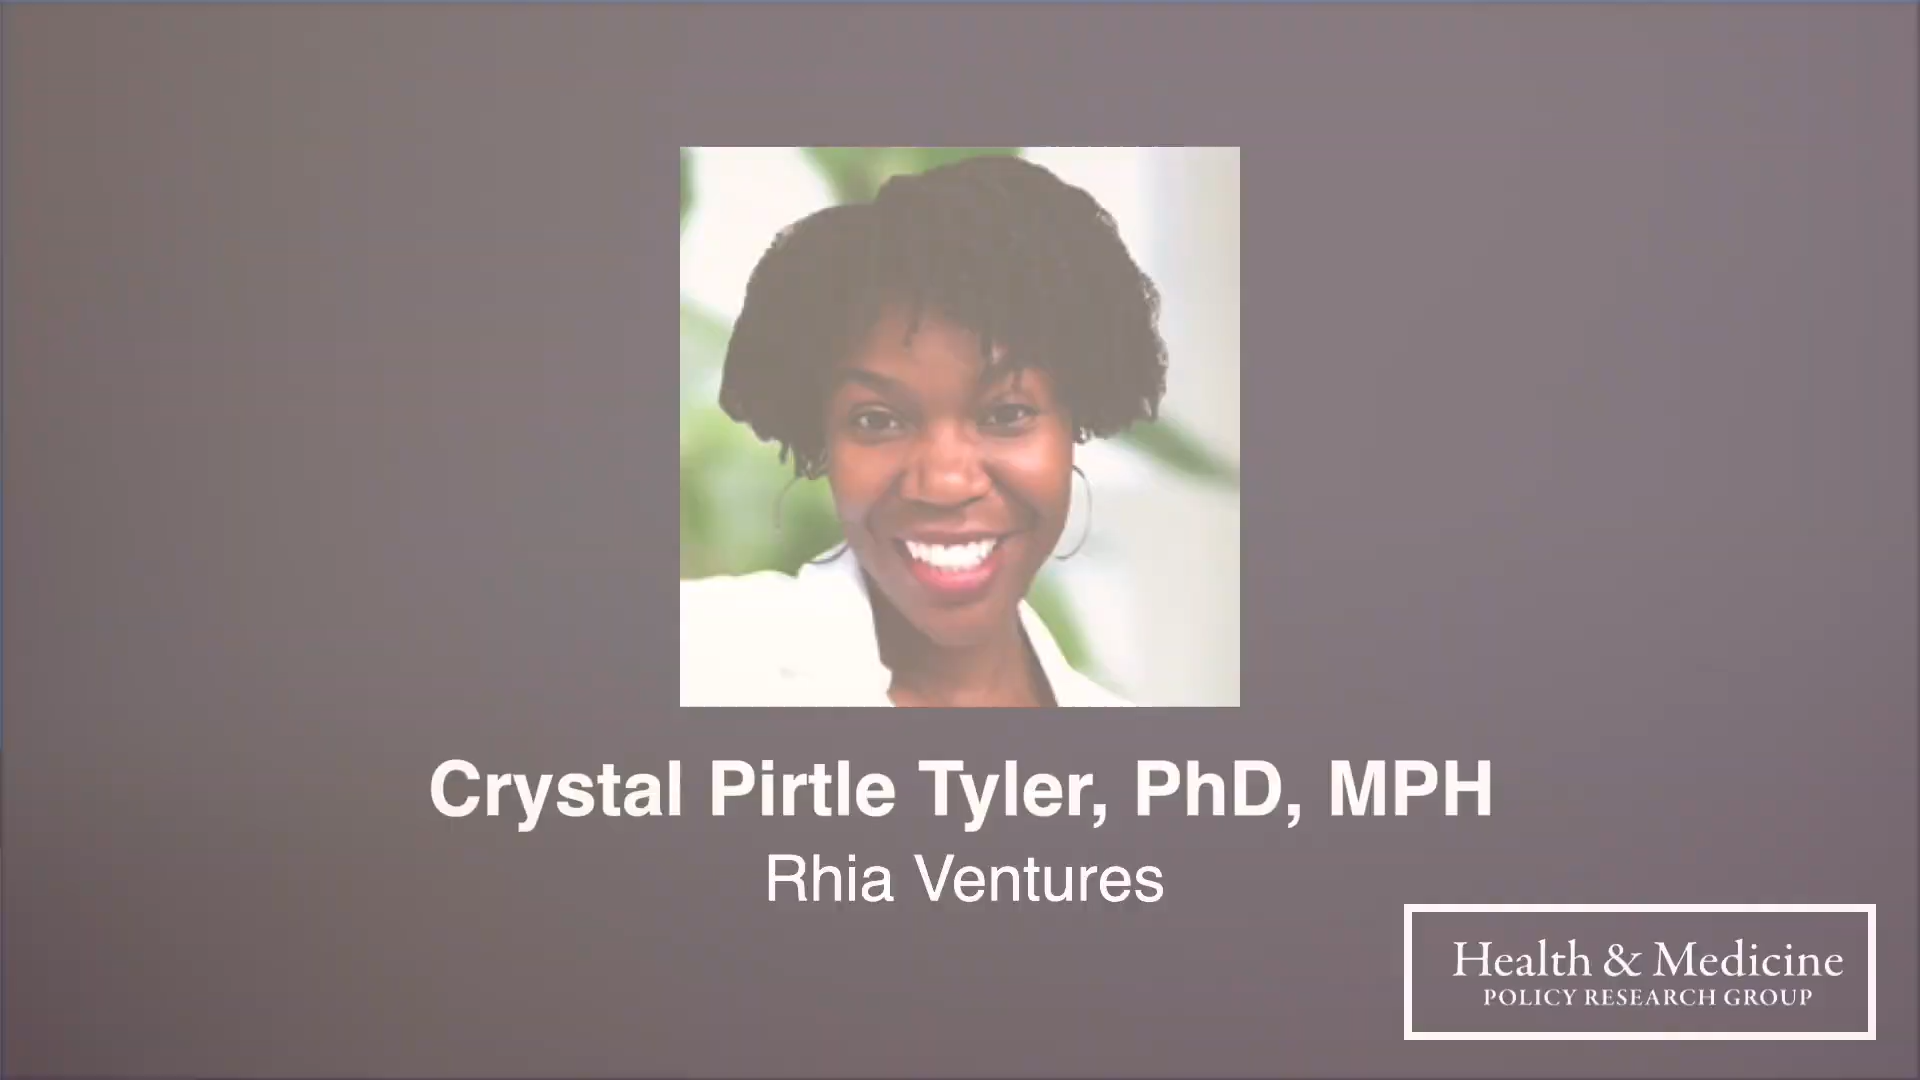 Crystal Pirtle Tyler, PhD, MPH
Rhia Ventures
Health & Medicine
POLICY RESEARCH GROUP